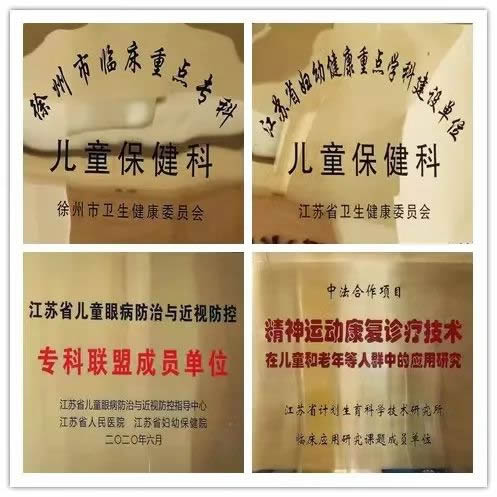 徐州市临床重点专科
儿童保健科
徐州市卫生健康委员会
江苏省妇幼健康重点学科建设单位
儿童保健科
江苏省卫生健康委员会
江苏省儿童眼病防治与近视防控
专科联盟成员单位
江苏省儿童眼病防治与近视防控指导中心
江苏省人民医院 江苏省妇幼保健院
二〇二〇年六月
中法合作项目
精神运动康复诊疗技术
在儿童和老年等人群中的应用研究
江苏省计划生育科学技术研究所
临床应用研究课题成员单位